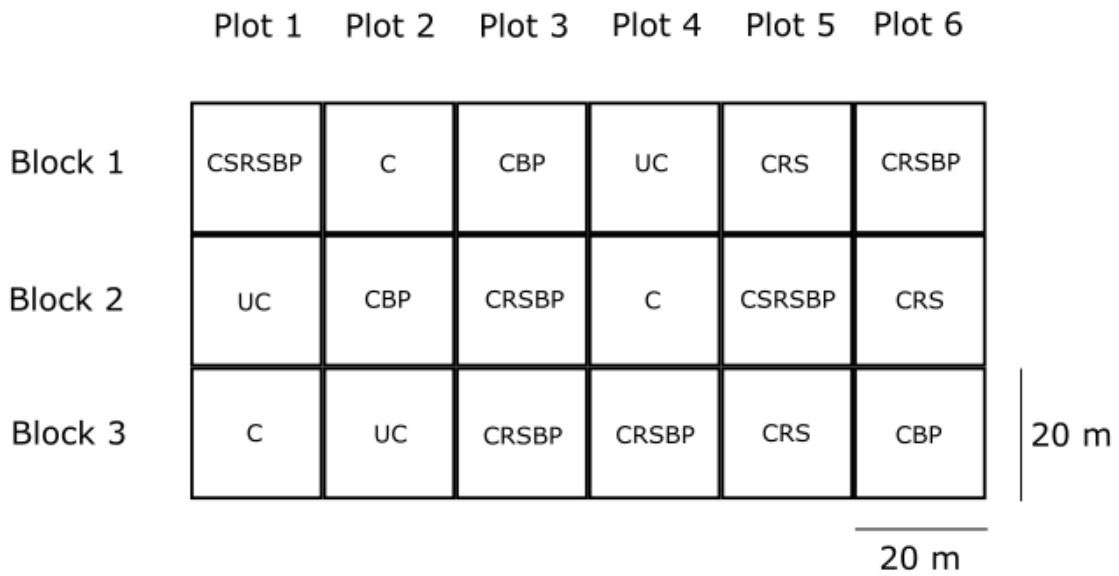 Plot 1 Plot 2 Plot 3 Plot 4 Plot 5 Plot 6
Block 1 CSRSBP C CBP UC CRS CRSBP
Block 2 UC CBP CRSBP C CSRSBP CRS
Block 3 C UC CRSBP CRSBP CRS CBP 20 m
20 m